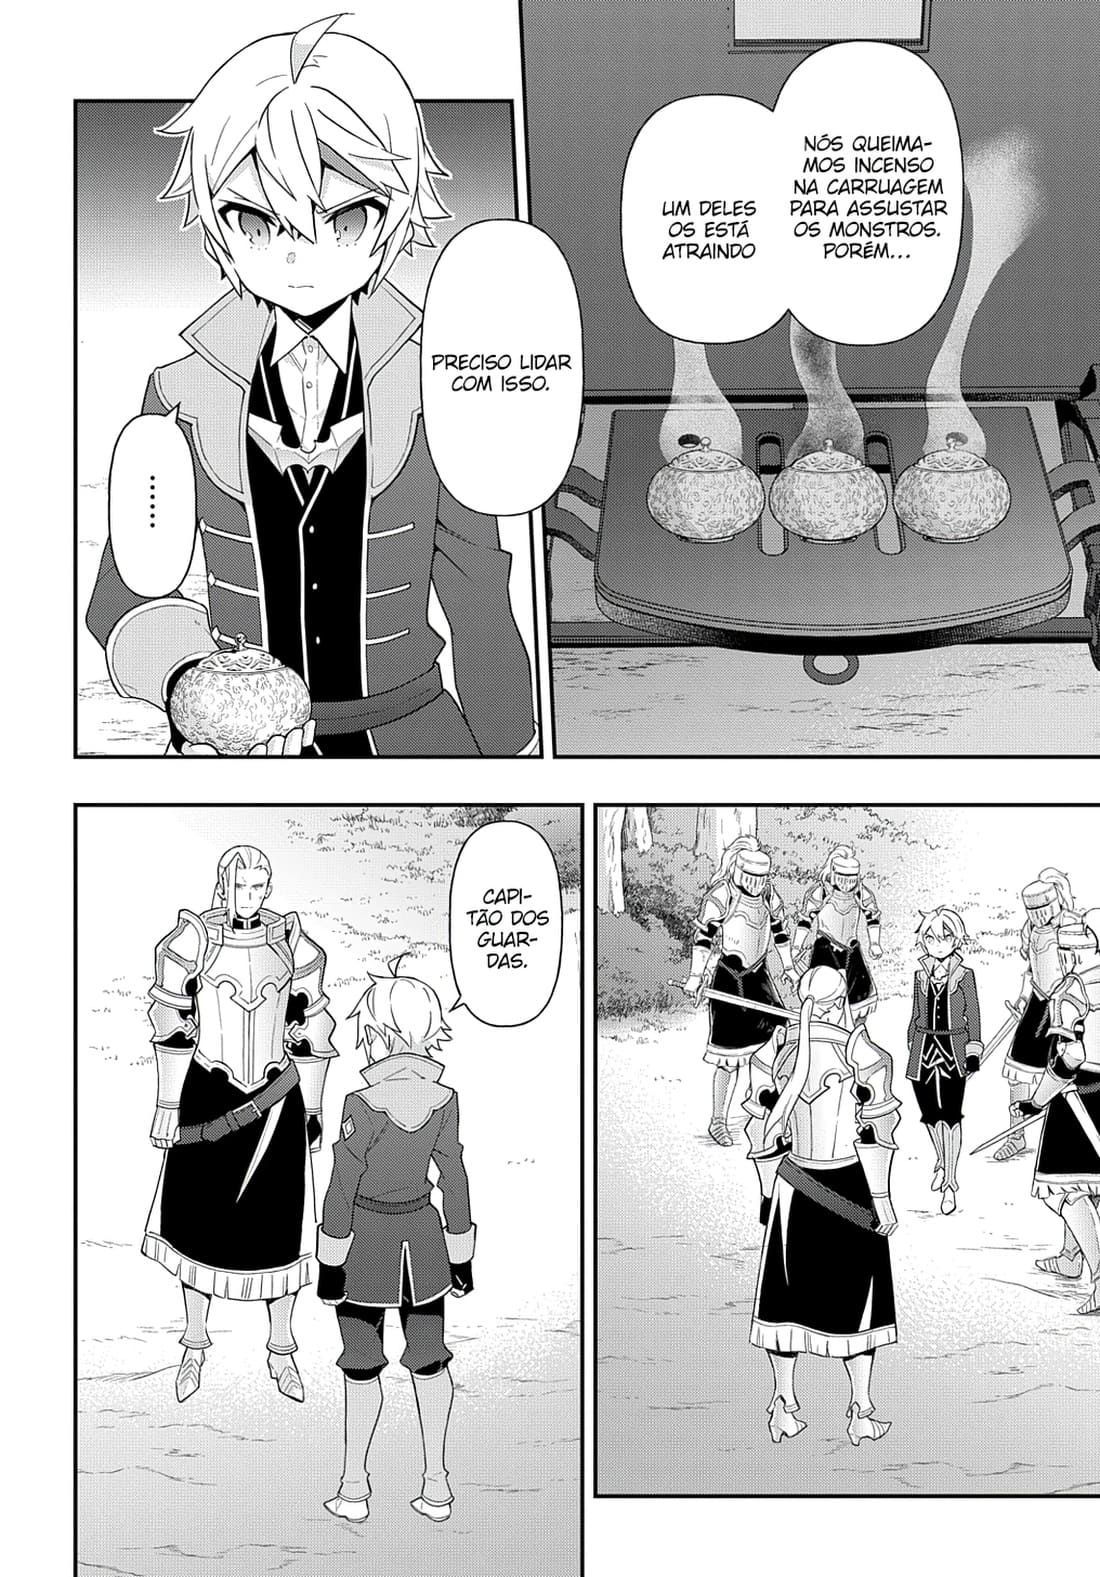 NÓS QUEIMA-
MOS INCENSO
NA CARRUAGEM
PARA ASSUSTAR
OS MONSTROS.
PORÉM...
UM DELES
OS ESTÁ
ATRAINDO
PRECISO LIDAR
COM ISSO.
......
CAPI-
TÃO DOS
GUAR-
DAS.